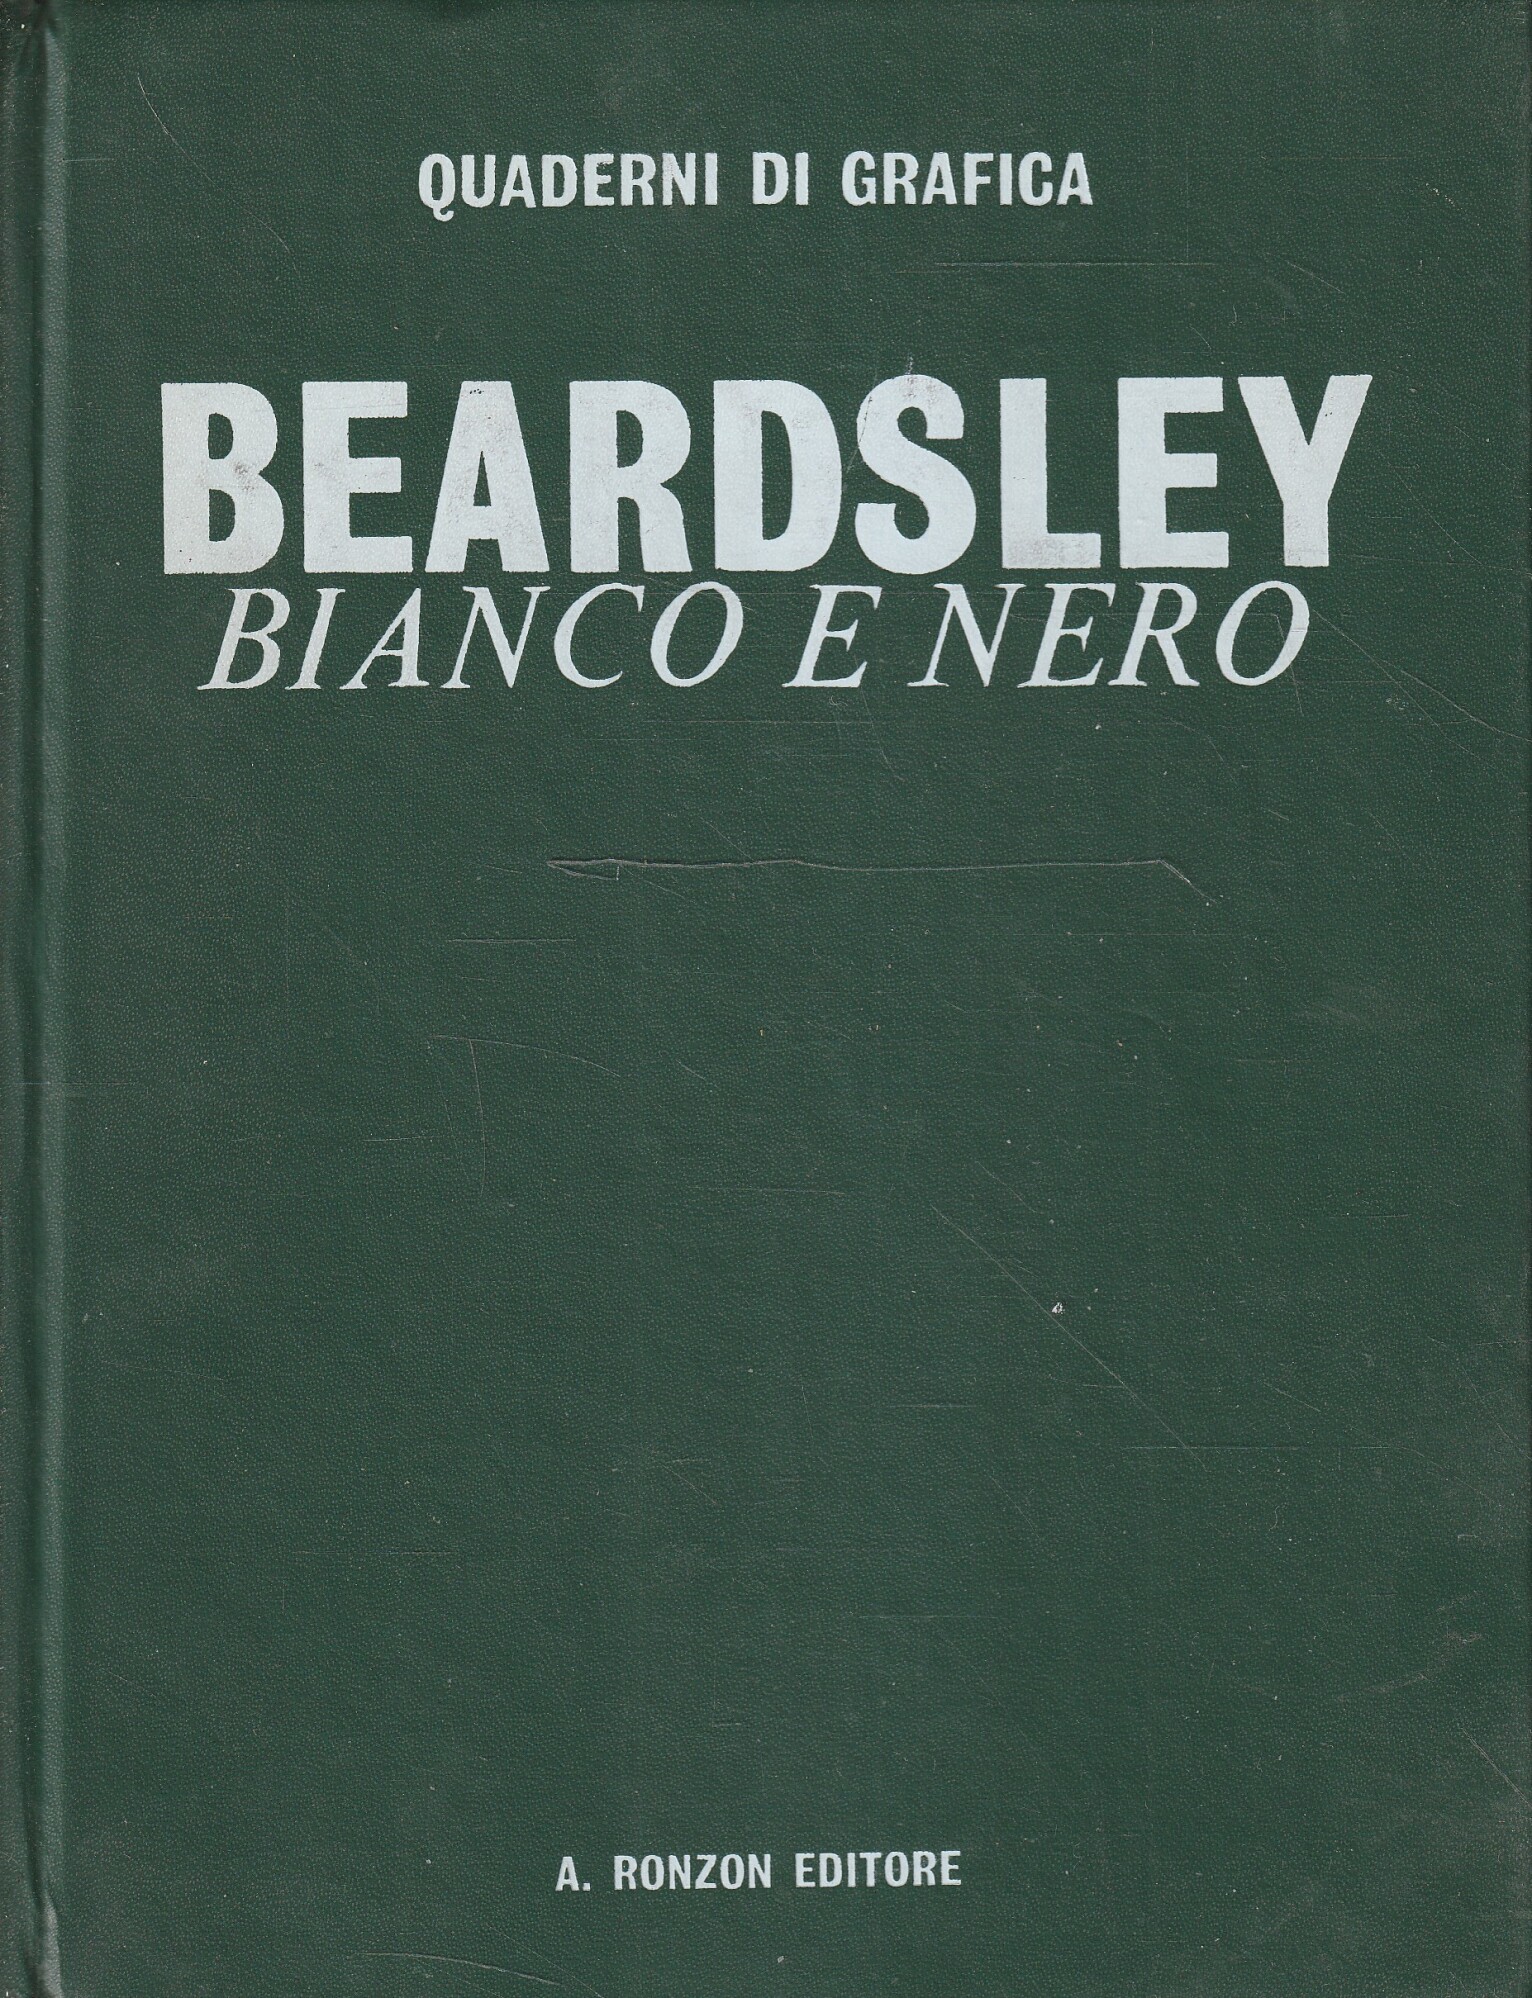 QUADERNI DI GRAFICA
BEARDSLEY
BIANCO E NERO
A. RONZON EDITORE